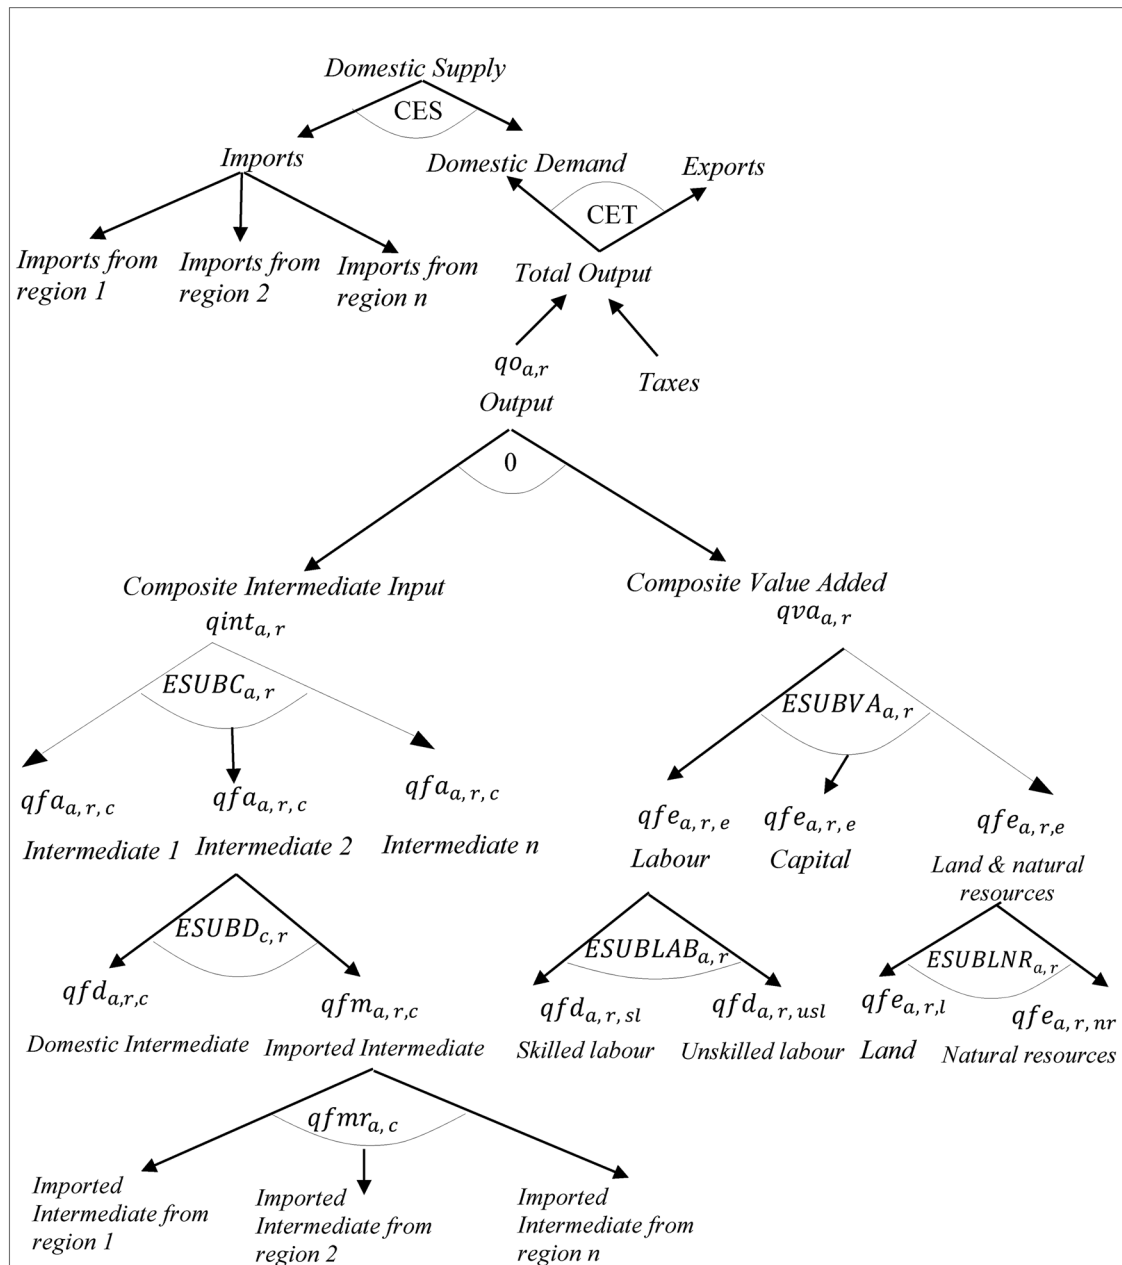 Domestic Supply
CES
Imports
Domestic Demand
Exports
CET
Imports from
region 1
Imports from
region 2
Imports from
region n
Total Output
qo_{a,r}
Output
Taxes
0
Composite Intermediate Input
qint_{a,r}
Composite Value Added
qva_{a,r}
ESUBC_{a,r}
ESUBVA_{a,r}
qfa_{a,r,c}
Intermediate 1
qfa_{a,r,c}
Intermediate 2
qfa_{a,r,c}
Intermediate n
qfe_{a,r,e}
Labour
qfe_{a,r,e}
Capital
qfe_{a,r,e}
Land & natural
resources
ESUBD_{c,r}
ESUBLAB_{a,r}
ESUBLNR_{a,r}
qfd_{a,r,c}
Domestic Intermediate
qfm_{a,r,c}
Imported Intermediate
qfd_{a,r,sl}
Skilled labour
qfd_{a,r,usl}
Unskilled labour
qfe_{a,r,l}
Land
qfe_{a,r,nr}
Natural resources
qfmr_{a,c}
Imported
Intermediate from
region 1
Imported
Intermediate from
region 2
Imported
Intermediate from
region n